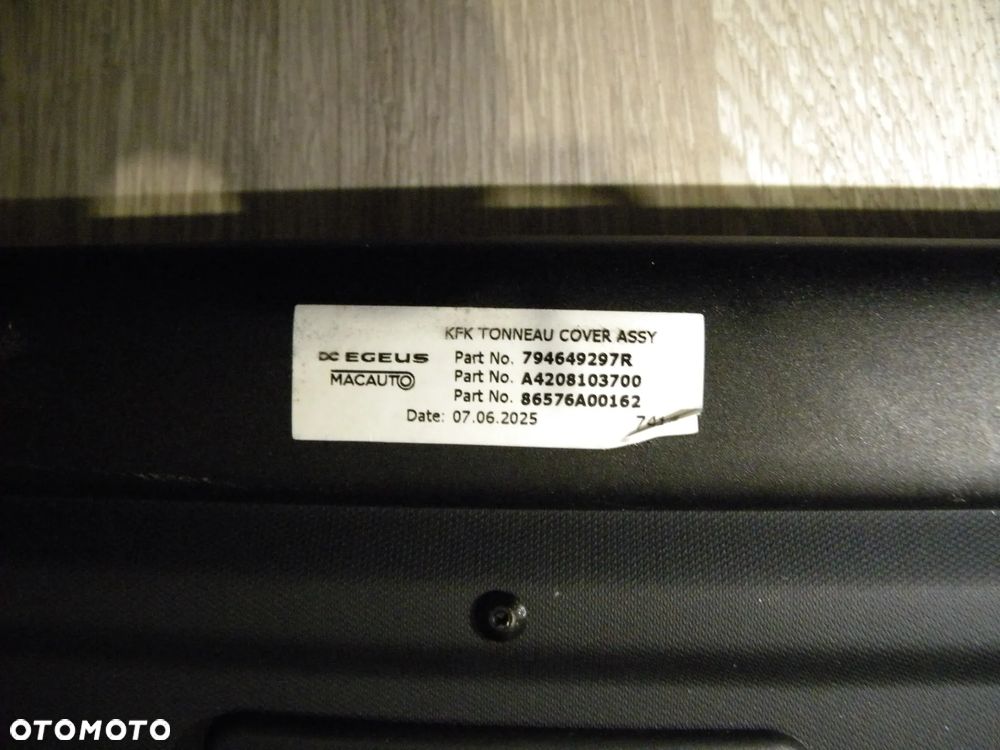 KFK TONNEAU COVER ASSY
EGEUS
MACAUTO
Part No. 794649297R
Part No. A4208103700
Part No. 86576A00162
Date: 07.06.2025
OTOMOTO